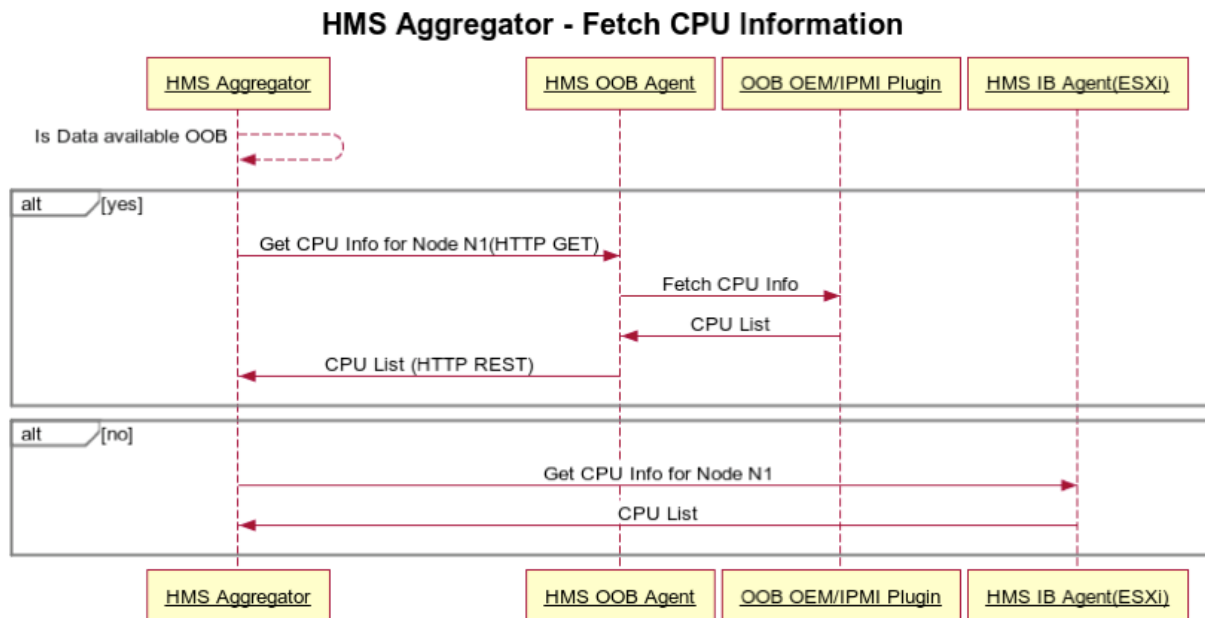 HMS Aggregator - Fetch CPU Information
HMS Aggregator HMS OOB Agent OOB OEM/IPMI Plugin HMS IB Agent(ESXi)
Is Data available OOB
alt [yes]
Get CPU Info for Node N1(HTTP GET)
Fetch CPU Info
CPU List
CPU List (HTTP REST)
alt [no]
Get CPU Info for Node N1
CPU List
HMS Aggregator HMS OOB Agent OOB OEM/IPMI Plugin HMS IB Agent(ESXi)